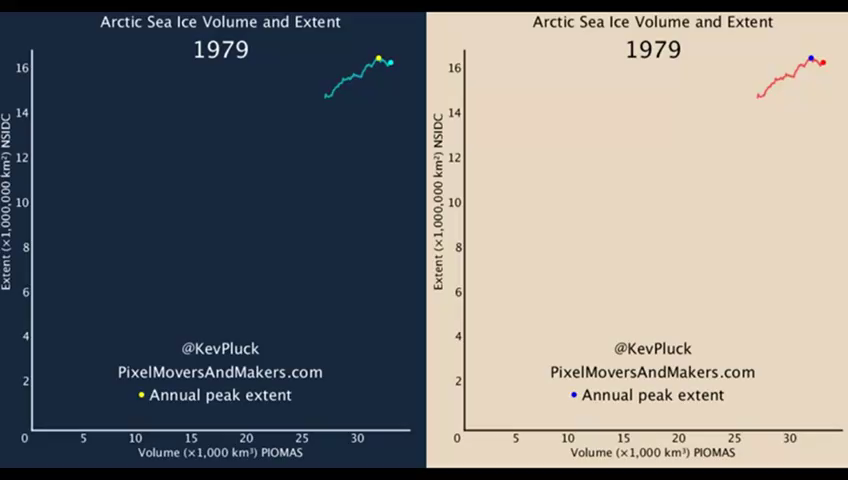 Arctic Sea Ice Volume and Extent
1979
16
14
12
10
8
6
4
2
0
5
10
15
20
25
30
Extent (×1,000,000 km²) NSIDC
@KevPluck
PixelMoversAndMakers.com
Annual peak extent
Volume (×1,000 km³) PIOMAS
Arctic Sea Ice Volume and Extent
1979
16
14
12
10
8
6
4
2
0
5
10
15
20
25
30
Extent (×1,000,000 km²) NSIDC
@KevPluck
PixelMoversAndMakers.com
Annual peak extent
Volume (×1,000 km³) PIOMAS